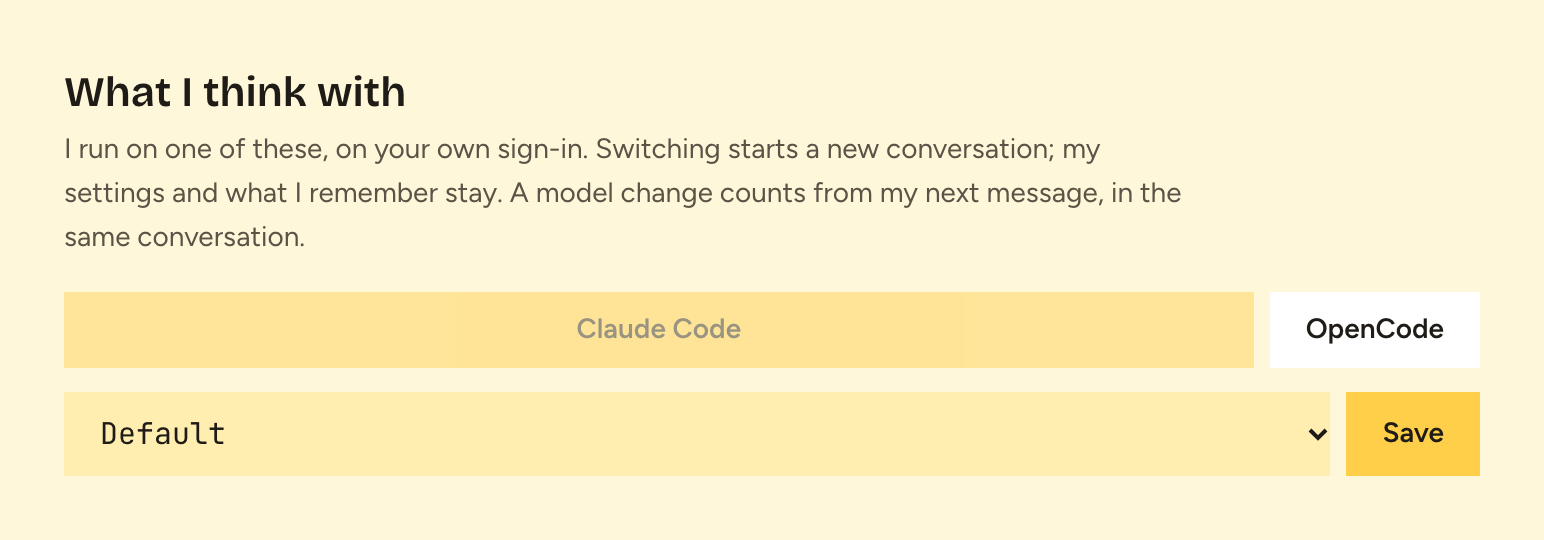 What I think with
I run on one of these, on your own sign-in. Switching starts a new conversation; my
settings and what I remember stay. A model change counts from my next message, in the
same conversation.
Claude Code
OpenCode
Default
Save